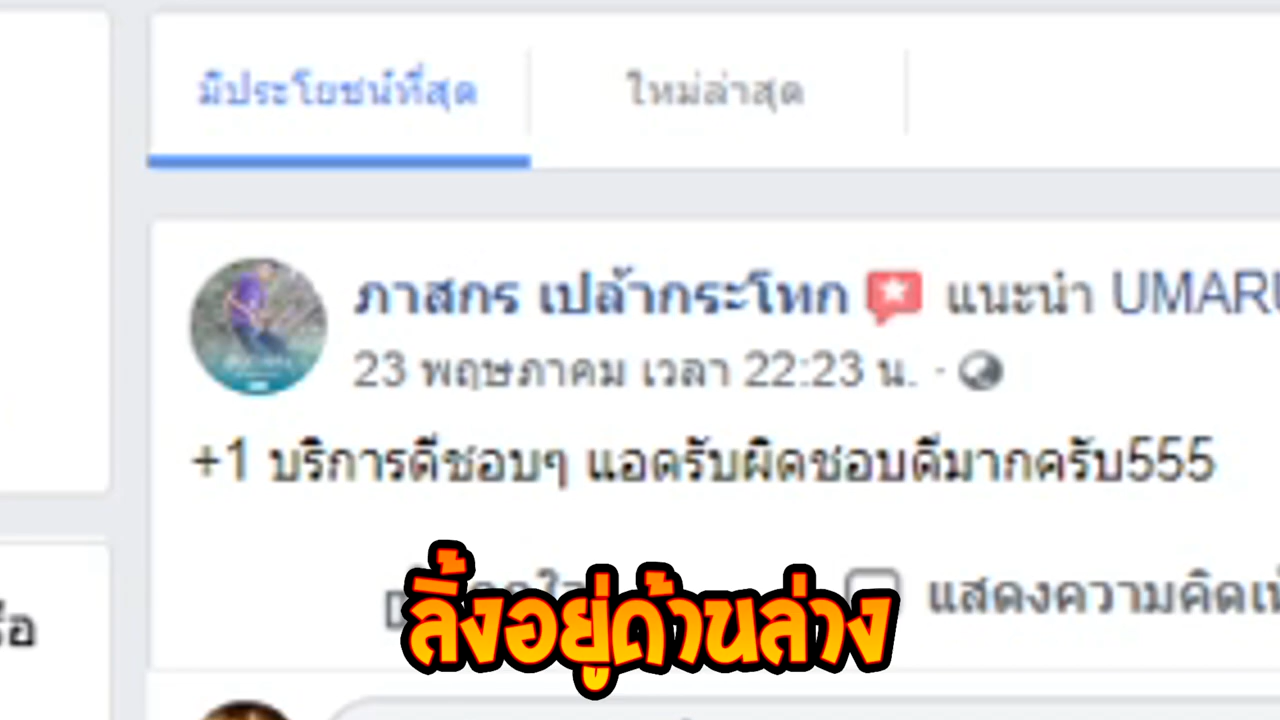 มีประโยชน์ที่สุด ใหม่ล่าสุด
ภาสกร เปล้ากระโทก แนะนำ UMAR
23 พฤษภาคม เวลา 22:23 น. ·
+1 บริการดีชอบๆ แอดรับผิดชอบดีมากครับ555
แสดงความคิดเ
ลิ้งอยู่ด้านล่าง